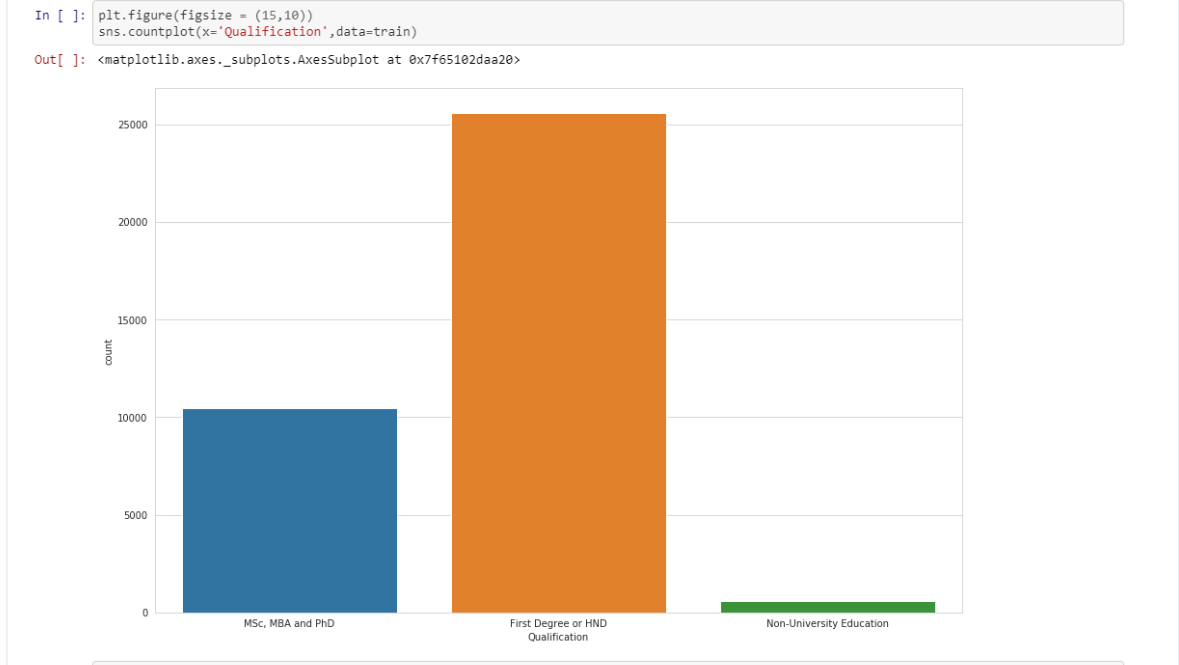 In [ ]: plt.figure(figsize = (15,10))
sns.countplot(x='Qualification',data=train)
Out[ ]: <matplotlib.axes._subplots.AxesSubplot at 0x7f65102daa20>
25000
20000
15000
count
10000
5000
0
MSc, MBA and PhD First Degree or HND Non-University Education
Qualification